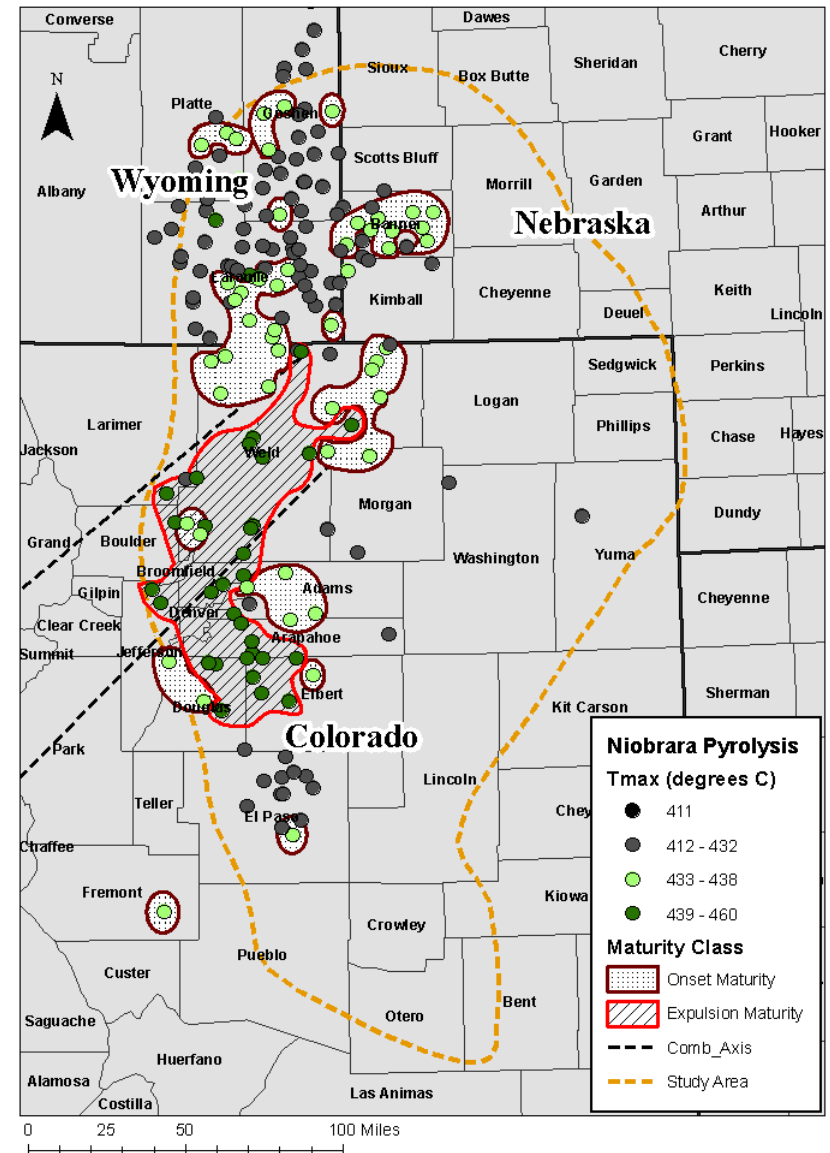 Converse
Dawes
Cherry
Sioux
Sheridan
Box Butte
N
Platte
Goshen
Grant
Hooker
Scotts Bluff
Wyoming
Albany
Morrill
Garden
Arthur
Banner
Nebraska
Laramie
Kimball
Cheyenne
Keith
Deuel
Lincoln
Sedgwick
Perkins
Larimer
Logan
Phillips
Chase
Hayes
Jackson
Weld
Morgan
Dundy
Grand
Boulder
Washington
Yuma
Broomfield
Gilpin
Adams
Cheyenne
Denver
Clear Creek
Arapahoe
Summit
Jefferson
Elbert
Sherman
Douglas
Kit Carson
Colorado
Park
Lincoln
Teller
Chey
El Paso
Chaffee
Fremont
Kiowa
Crowley
Pueblo
Custer
Bent
Otero
Saguache
Huerfano
Alamosa
Las Animas
Costilla
Niobrara Pyrolysis
Tmax (degrees C)
411
412 - 432
433 - 438
439 - 460
Maturity Class
Onset Maturity
Expulsion Maturity
Comb_Axis
Study Area
0 25 50 100 Miles